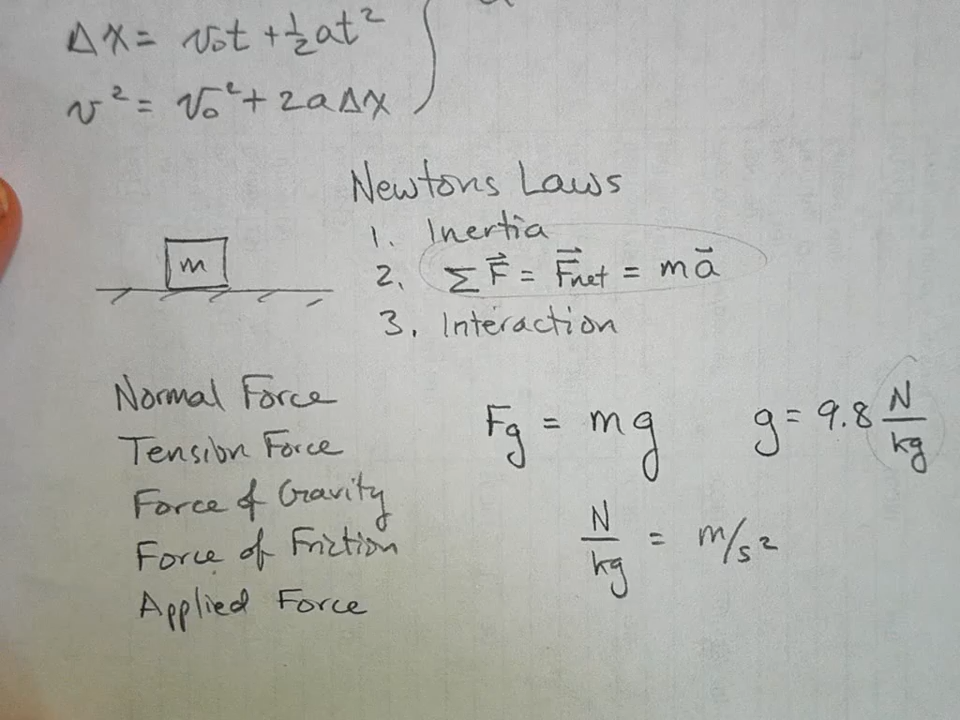 Δx = v₀t + ½at²
v² = v₀² + 2aΔx
Newtons Laws
1. Inertia
m
2. ΣF⃗ = F⃗net = ma⃗
3. Interaction
Normal Force
Fg = mg g = 9.8 N/kg
Tension Force
Force of Gravity
N/kg = m/s²
Force of Friction
Applied Force